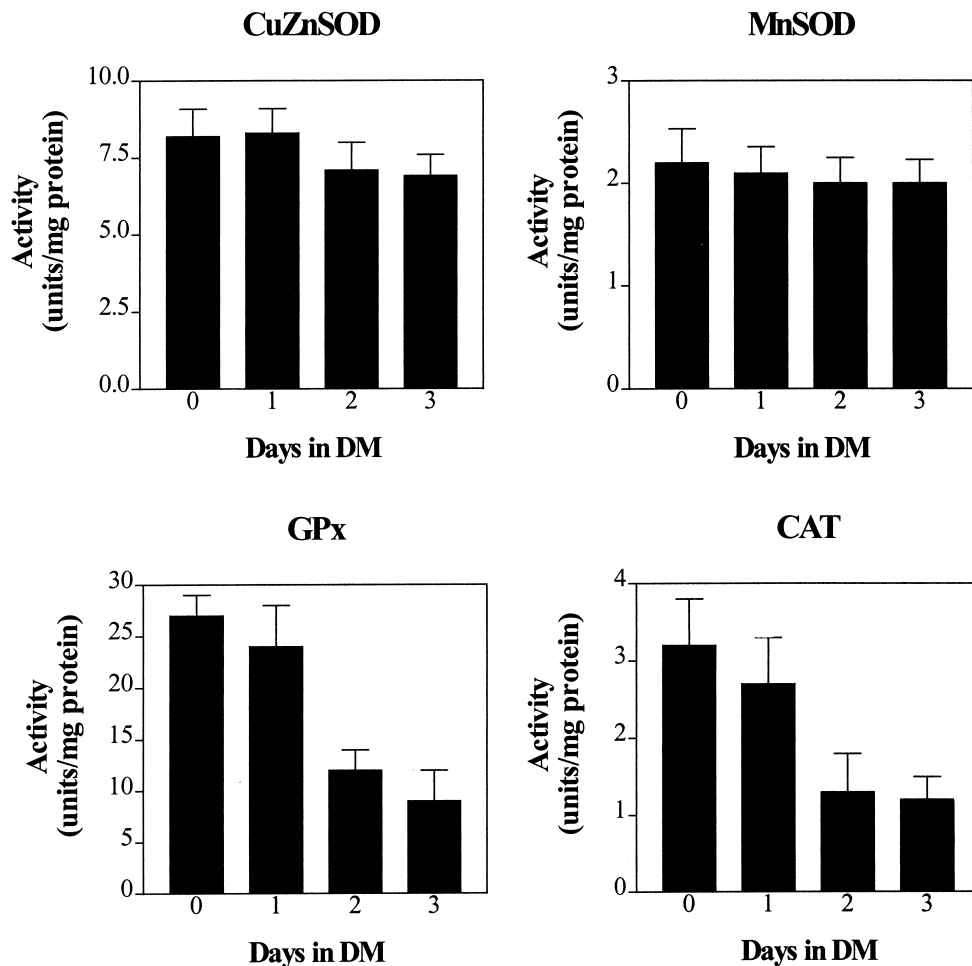 CuZnSOD
Activity
(units/mg protein)
10.0
7.5
5.0
2.5
0.0
0 1 2 3
Days in DM
MnSOD
Activity
(units/mg protein)
3
2
1
0
0 1 2 3
Days in DM
GPx
Activity
(units/mg protein)
30
25
20
15
10
5
0
0 1 2 3
Days in DM
CAT
Activity
(units/mg protein)
4
3
2
1
0
0 1 2 3
Days in DM